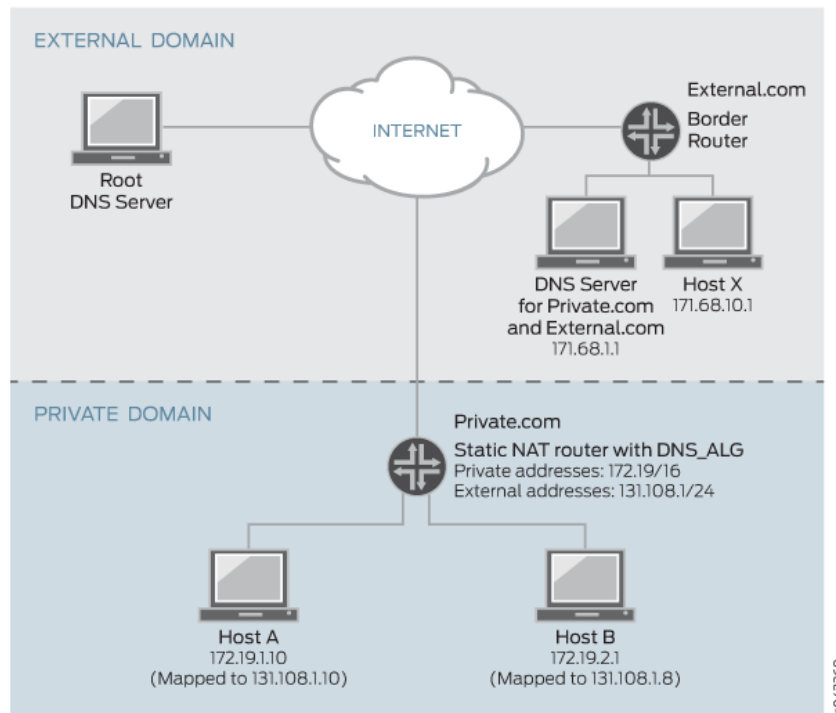 EXTERNAL DOMAIN
INTERNET
Root
DNS Server
External.com
Border
Router
DNS Server
for Private.com
and External.com
171.68.1.1
Host X
171.68.10.1
PRIVATE DOMAIN
Private.com
Static NAT router with DNS_ALG
Private addresses: 172.19/16
External addresses: 131.108.1/24
Host A
172.19.1.10
(Mapped to 131.108.1.10)
Host B
172.19.2.1
(Mapped to 131.108.1.8)